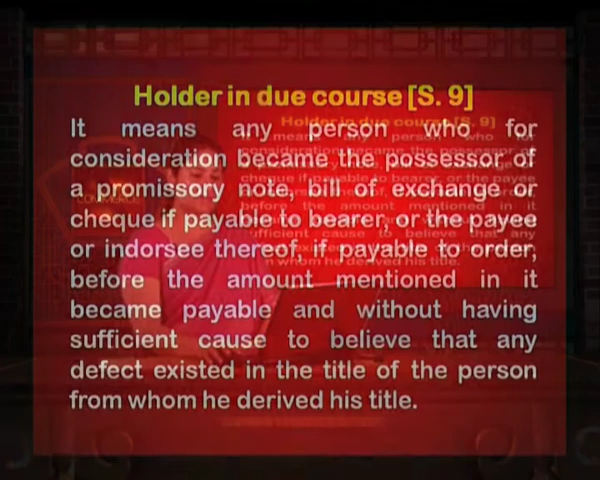 Holder in due course [S. 9]
It means any person who for
consideration became the possessor of
a promissory note, bill of exchange or
cheque if payable to bearer, or the payee
or indorsee thereof, if payable to order,
before the amount mentioned in it
became payable and without having
sufficient cause to believe that any
defect existed in the title of the person
from whom he derived his title.